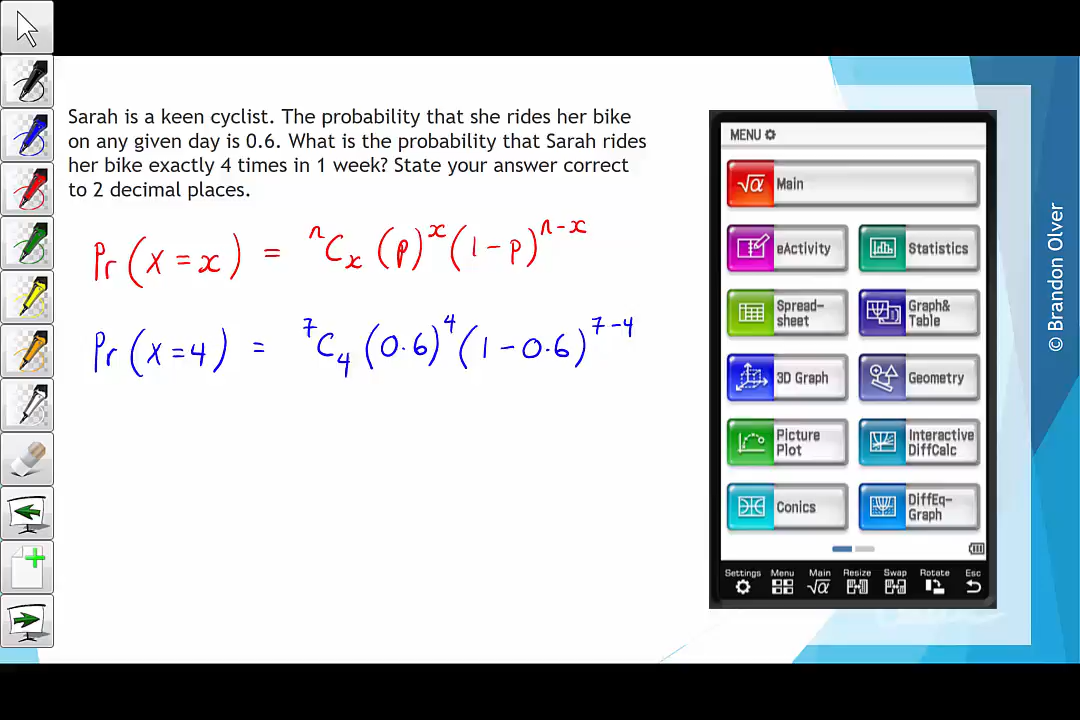 Sarah is a keen cyclist. The probability that she rides her bike
on any given day is 0.6. What is the probability that Sarah rides
her bike exactly 4 times in 1 week? State your answer correct
to 2 decimal places.
Pr(X=x) = ⁿCₓ (p)ˣ (1-p)ⁿ⁻ˣ
Pr(X=4) = ⁷C₄ (0.6)⁴ (1-0.6)⁷⁻⁴
MENU
√α Main
eActivity
Statistics
Spread-
sheet
Graph&
Table
3D Graph
Geometry
Picture
Plot
Interactive
DiffCalc
Conics
DiffEq-
Graph
Settings Menu Main Resize Swap Rotate Esc
√α
© Brandon Olver